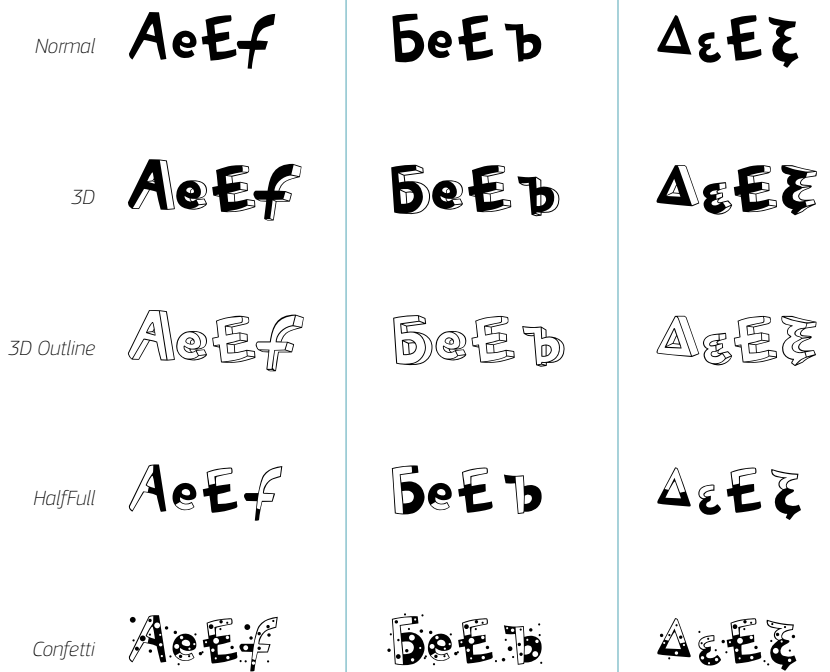 Normal AeEf БeEЪ ΔεEξ
3D AeEf БeEЪ ΔεEξ
3D Outline AeEf БeEЪ ΔεEξ
HalfFull AeEf БeEЪ ΔεEξ
Confetti AeEf БeEЪ ΔεEξ